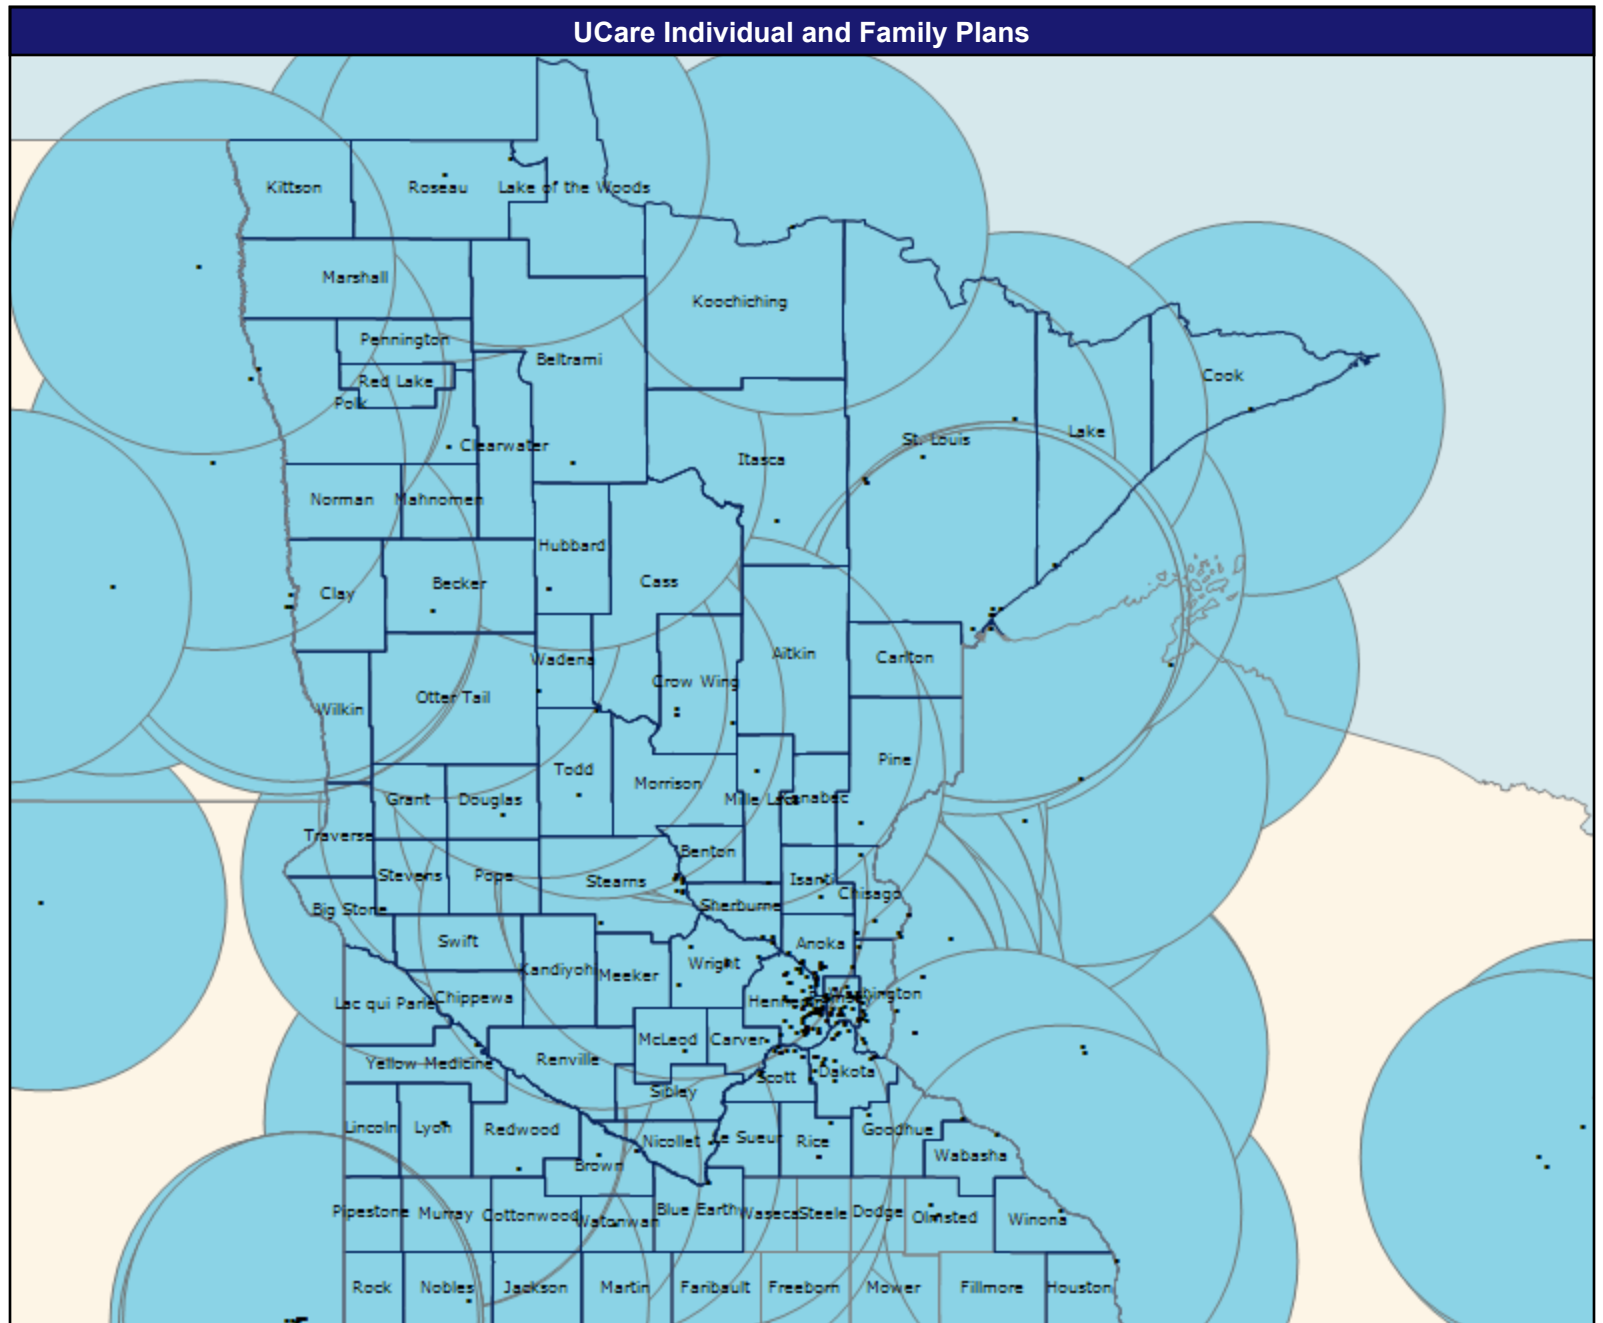 UCare Individual and Family Plans
Kittson
Roseau
Lake of the Woods
Marshall
Koochiching
Pennington
Beltrami
Red Lake
Cook
Polk
Lake
St. Louis
Clearwater
Itasca
Norman
Mahnomen
Hubbard
Cass
Becker
Clay
Aitkin
Carlton
Wadena
Crow Wing
Otter Tail
Wilkin
Pine
Todd
Morrison
Grant
Douglas
Mille Lacs
Kanabec
Traverse
Benton
Stevens
Pope
Stearns
Isanti
Chisago
Sherburne
Big Stone
Swift
Anoka
Wright
Kandiyohi
Meeker
Washington
Lac qui Parle
Chippewa
McLeod
Carver
Yellow Medicine
Renville
Scott
Dakota
Sibley
Lincoln
Lyon
Redwood
Goodhue
Nicollet
Le Sueur
Rice
Wabasha
Brown
Pipestone
Murray
Cottonwood
Watonwan
Blue Earth
Waseca
Steele
Dodge
Olmsted
Winona
Rock
Nobles
Jackson
Martin
Faribault
Freeborn
Mower
Fillmore
Houston